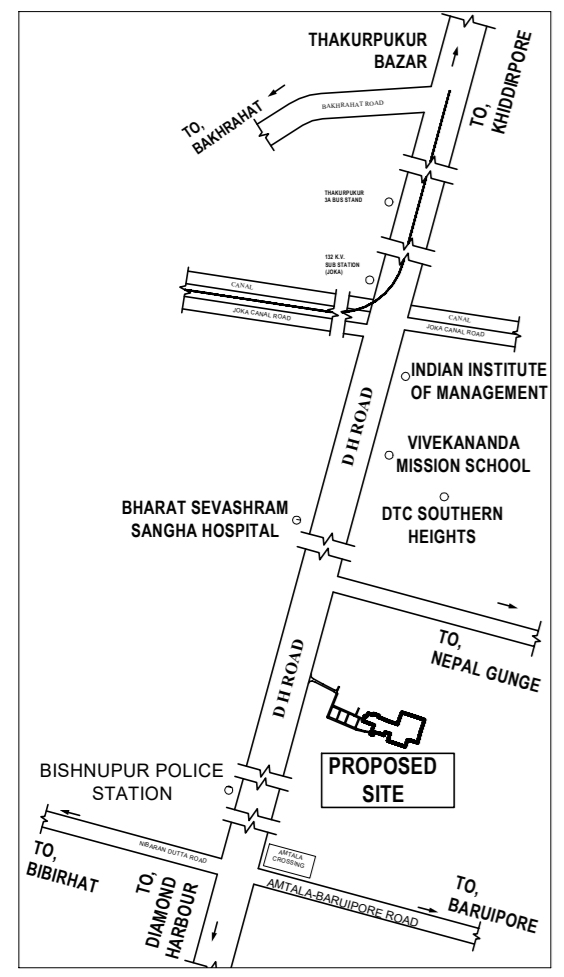 THAKURPUKUR
BAZAR
TO,
KHIDDIRPORE
TO,
BAKHRAHAT
BAKHRAHAT ROAD
THAKURPUKUR
3A BUS STAND
132 K.V.
SUB STATION
(JOKA)
CANAL
JOKA CANAL ROAD
CANAL
JOKA CANAL ROAD
INDIAN INSTITUTE
OF MANAGEMENT
D H ROAD
VIVEKANANDA
MISSION SCHOOL
BHARAT SEVASHRAM
SANGHA HOSPITAL
DTC SOUTHERN
HEIGHTS
TO,
NEPAL GUNGE
D H ROAD
PROPOSED
SITE
BISHNUPUR POLICE
STATION
NIBARAN DUTTA ROAD
AMTALA
CROSSING
TO,
BIBIRHAT
TO,
DIAMOND
HARBOUR
AMTALA-BARUIPORE ROAD
TO,
BARUIPORE